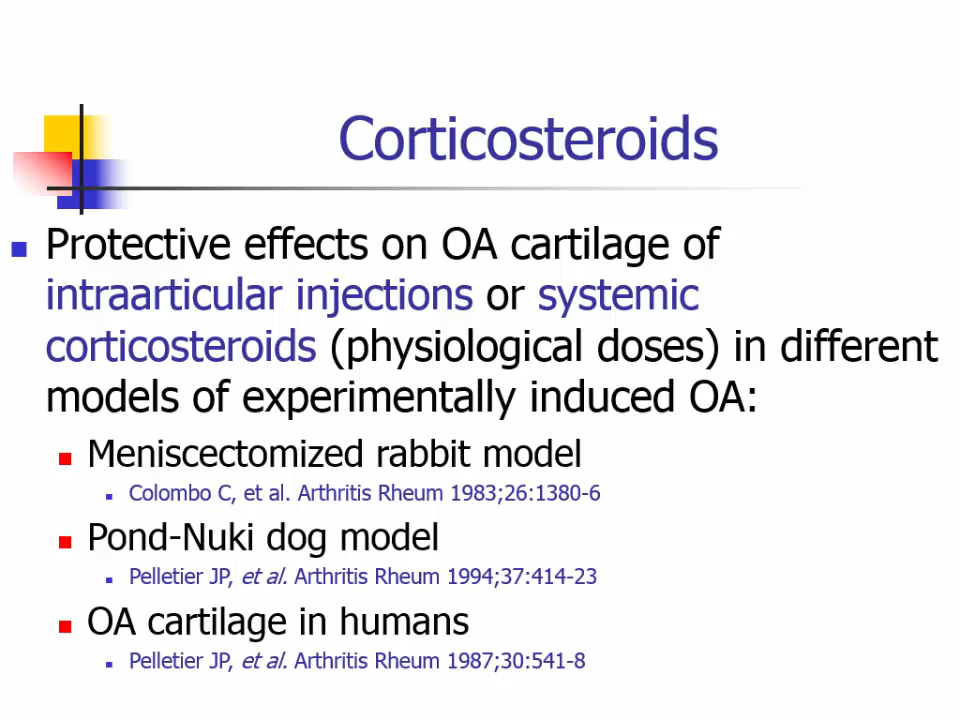 Corticosteroids
Protective effects on OA cartilage of
intraarticular injections or systemic
corticosteroids (physiological doses) in different
models of experimentally induced OA:
Meniscectomized rabbit model
Colombo C, et al. Arthritis Rheum 1983;26:1380-6
Pond-Nuki dog model
Pelletier JP, et al. Arthritis Rheum 1994;37:414-23
OA cartilage in humans
Pelletier JP, et al. Arthritis Rheum 1987;30:541-8